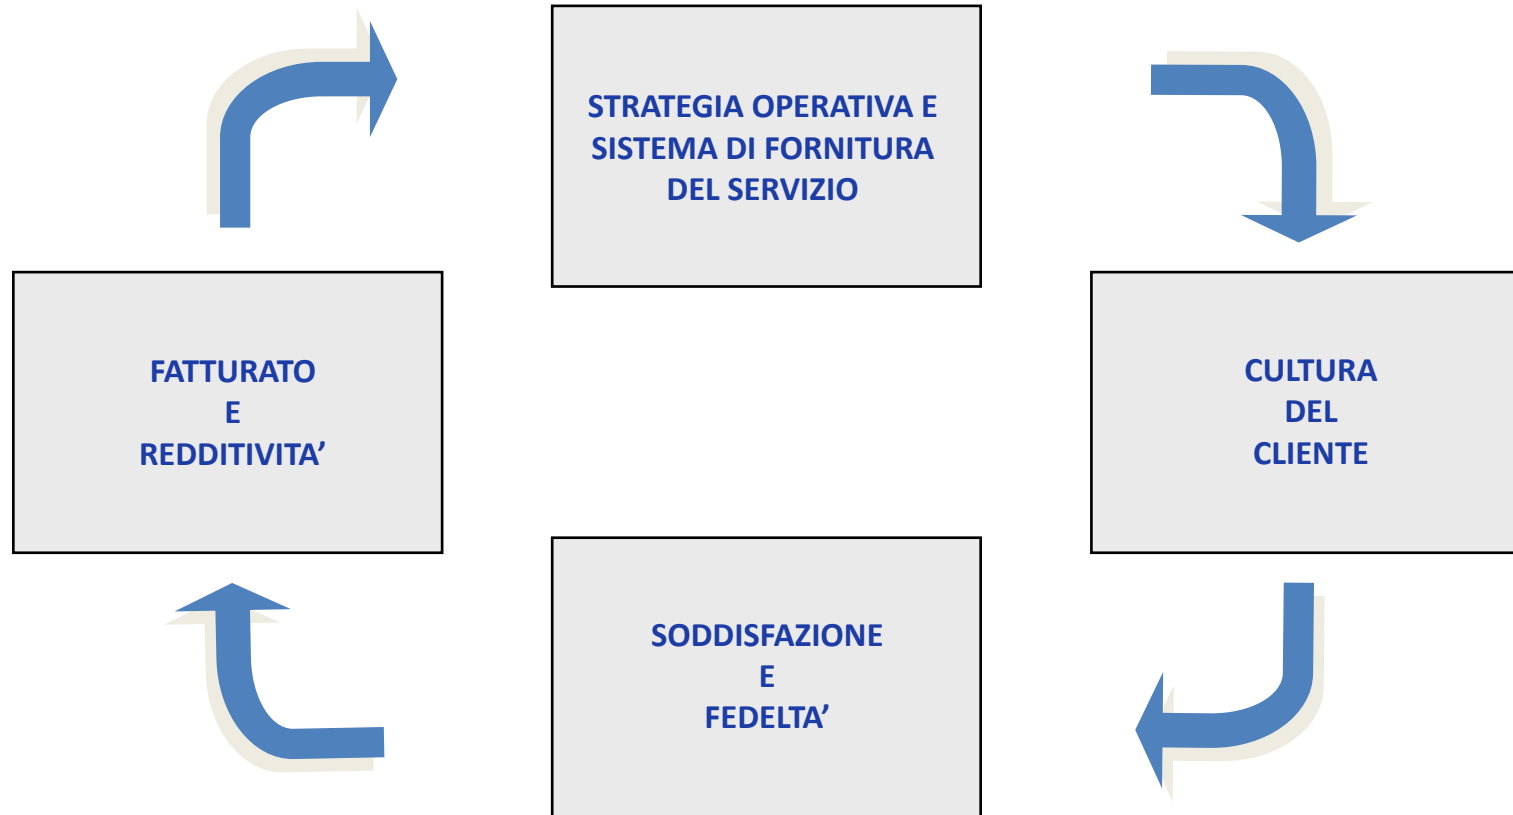 STRATEGIA OPERATIVA E
SISTEMA DI FORNITURA
DEL SERVIZIO
FATTURATO
E
REDDITIVITA’
CULTURA
DEL
CLIENTE
SODDISFAZIONE
E
FEDELTA’